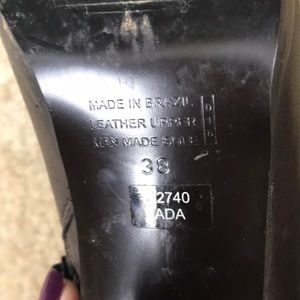 MADE IN BRAZIL
LEATHER UPPER
MAN MADE SOLE
38
2740
ADA